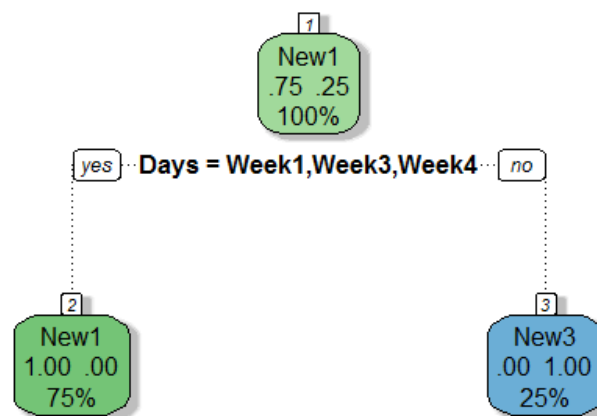 1
New1
.75 .25
100%
yes Days = Week1,Week3,Week4 no
2
New1
1.00 .00
75%
3
New3
.00 1.00
25%